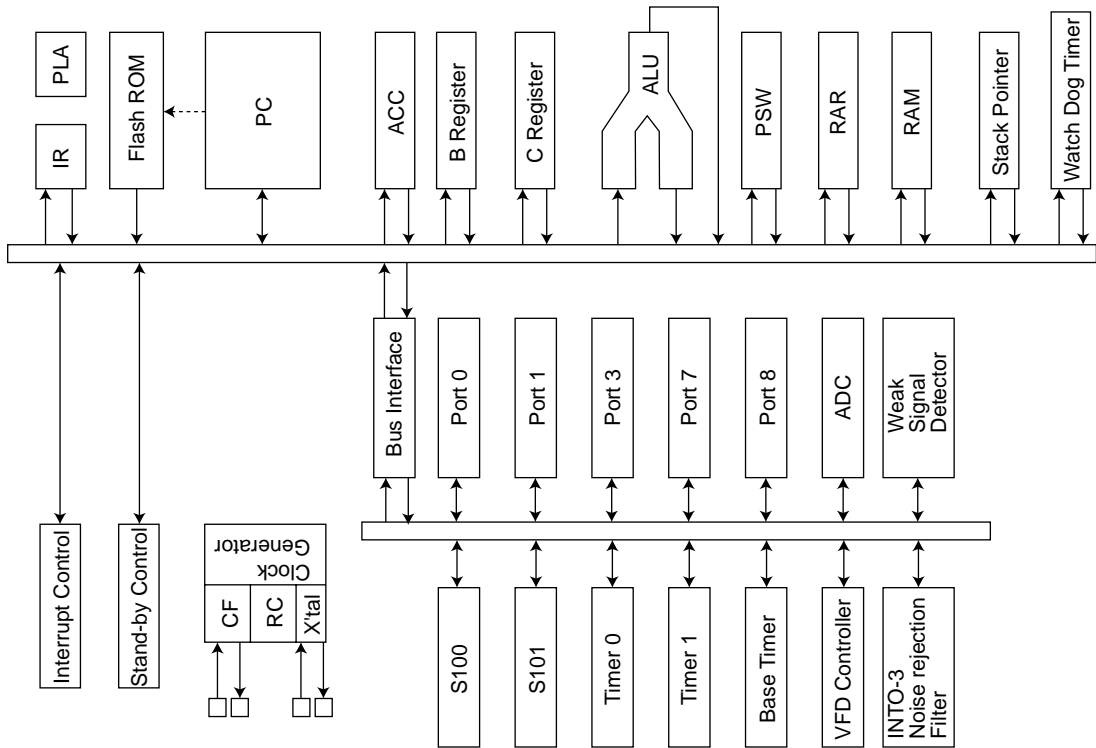 Interrupt Control
Stand-by Control
CF
RC
X'tal
Clock
Generator
IR
PLA
Flash ROM
PC
Bus Interface
ACC
S100
Port 0
B Register
S101
Port 1
C Register
Timer 0
Port 3
ALU
Timer 1
Port 7
Base Timer
Port 8
PSW
VFD Controller
ADC
RAR
INTO-3
Noise rejection
Filter
Weak
Signal
Detector
RAM
Stack Pointer
Watch Dog Timer